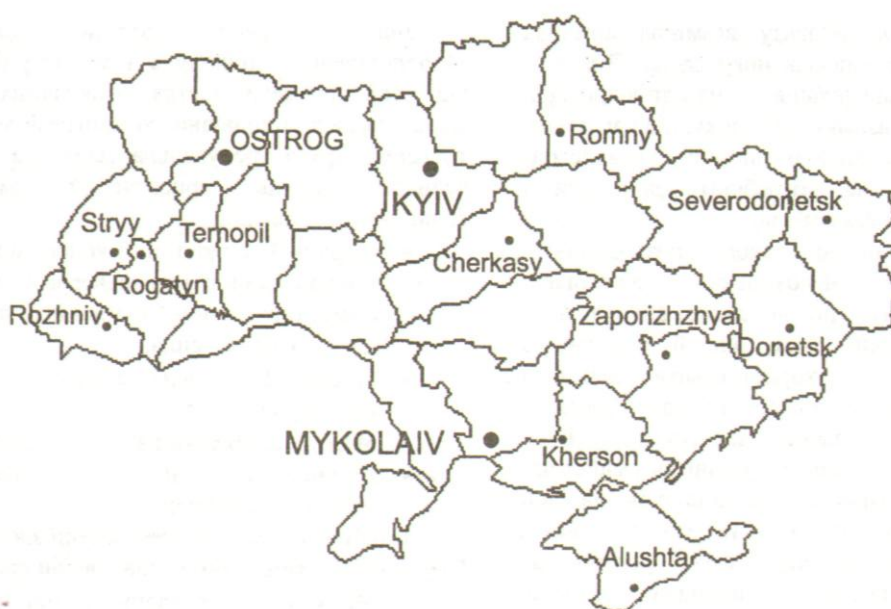 OSTROG
Romny
KYIV
Severodonetsk
Stryy
Ternopil
Cherkasy
Rogatyn
Rozhniv
Zaporizhzhya
Donetsk
MYKOLAIV
Kherson
Alushta